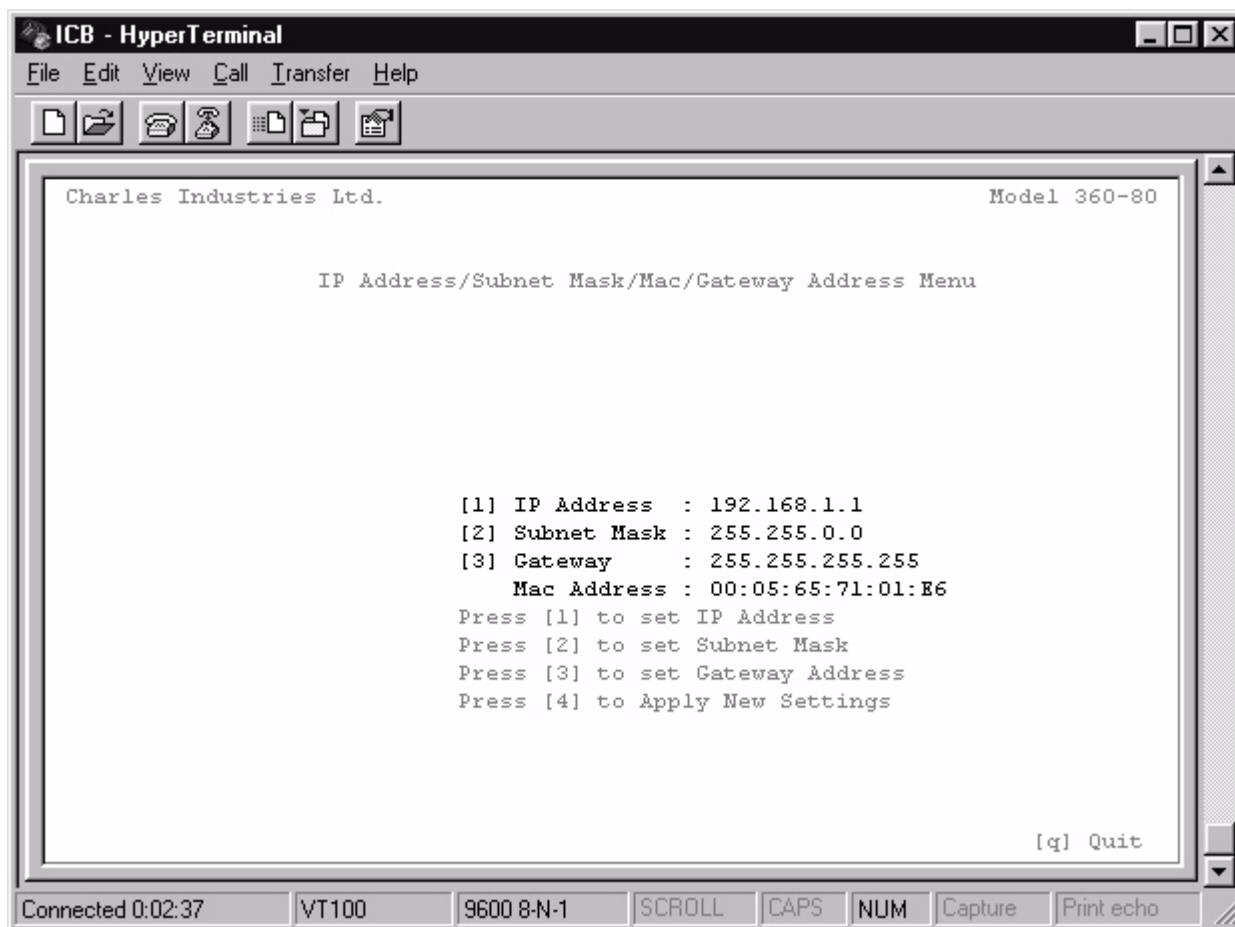 ICB - HyperTerminal
File Edit View Call Transfer Help
Charles Industries Ltd. Model 360-80
IP Address/Subnet Mask/Mac/Gateway Address Menu
[1] IP Address : 192.168.1.1
[2] Subnet Mask : 255.255.0.0
[3] Gateway : 255.255.255.255
Mac Address : 00:05:65:71:01:E6
Press [1] to set IP Address
Press [2] to set Subnet Mask
Press [3] to set Gateway Address
Press [4] to Apply New Settings
[q] Quit
Connected 0:02:37 VT100 9600 8-N-1 SCROLL CAPS NUM Capture Print echo